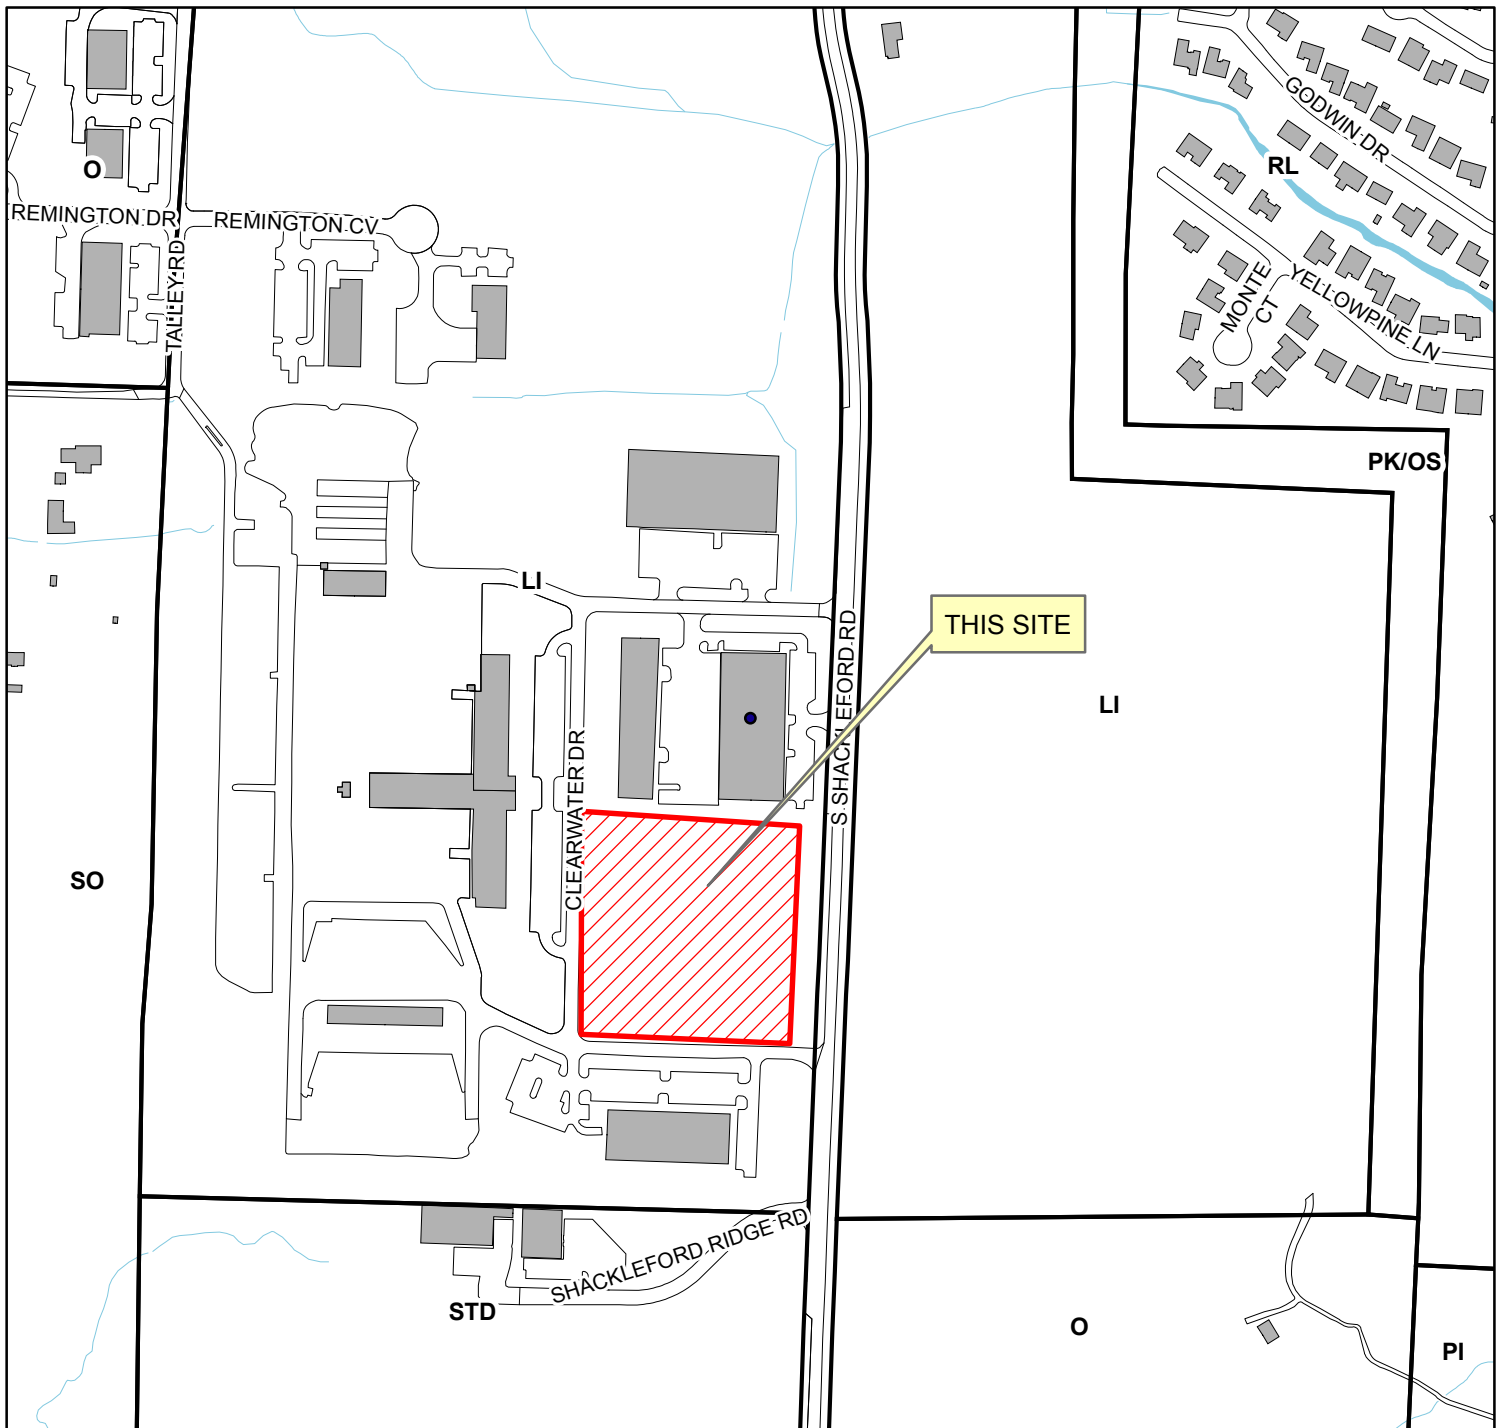 GODWIN DR
O
RL
REMINGTON DR
REMINGTON CV
TALLEY RD
MONTE
CT
YELLOWPINE LN
PK/OS
LI
THIS SITE
S SHACKLEFORD RD
LI
CLEARWATER DR
SO
SHACKLEFORD RIDGE RD
STD
O
PI